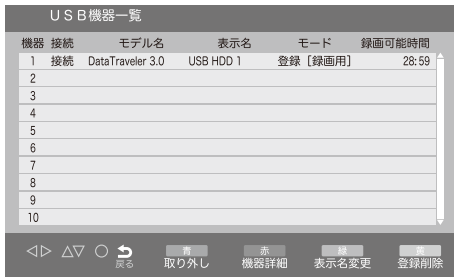 USB機器一覧
機器 接続 モデル名 表示名 モード 録画可能時間
1 接続 DataTraveler 3.0 USB HDD 1 登録［録画用］ 28:59
2
3
4
5
6
7
8
9
10
戻る
青 赤 緑 黄
取り外し 機器詳細 表示名変更 登録削除